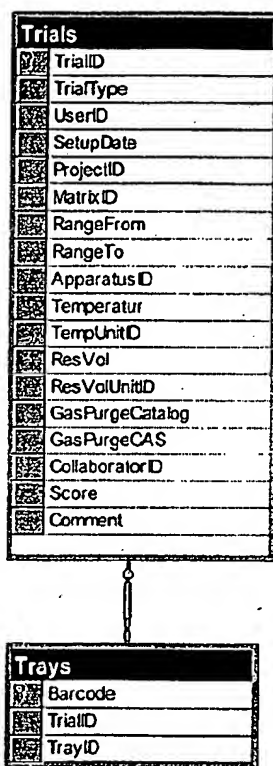 Trials
TrialID
TrialType
UserID
SetupDate
ProjectID
MatrixID
RangeFrom
RangeTo
ApparatusID
Temperatur
TempUnitID
ResVol
ResVolUnitID
GasPurgeCatalog
GasPurgeCAS
CollaboratorID
Score
Comment
Trays
Barcode
TrialID
TrayID